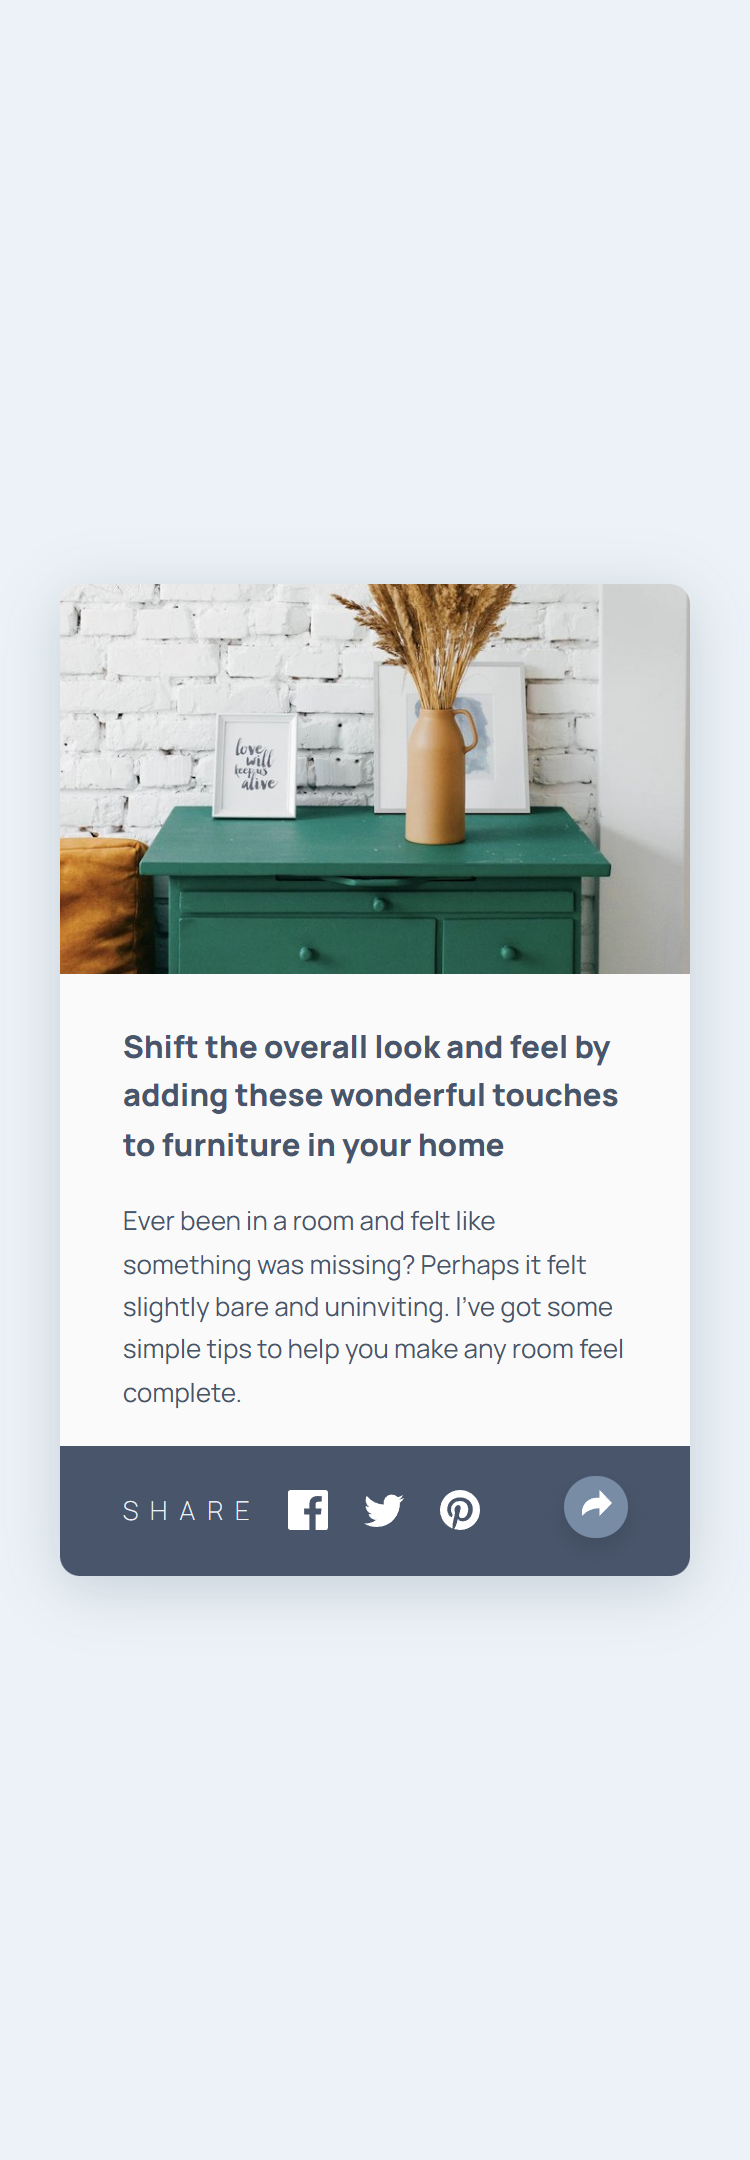 love
will
keep us
alive
Shift the overall look and feel by
adding these wonderful touches
to furniture in your home
Ever been in a room and felt like
something was missing? Perhaps it felt
slightly bare and uninviting. I’ve got some
simple tips to help you make any room feel
complete.
SHARE